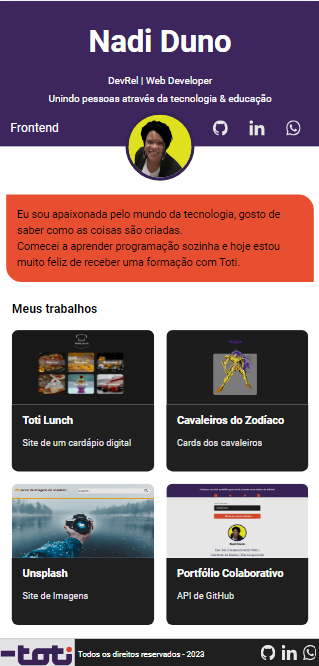 Nadi Duno
DevRel | Web Developer
Unindo pessoas através da tecnologia & educação
Frontend
Eu sou apaixonada pelo mundo da tecnologia, gosto de
saber como as coisas são criadas.
Comecei a aprender programação sozinha e hoje estou
muito feliz de receber uma formação com Toti.
Meus trabalhos
Toti Lunch
Site de um cardápio digital
Cavaleiros do Zodíaco
Cards dos cavaleiros
Unsplash
Site de Imagens
Portfólio Colaborativo
API de GitHub
toti
Todos os direitos reservados - 2023